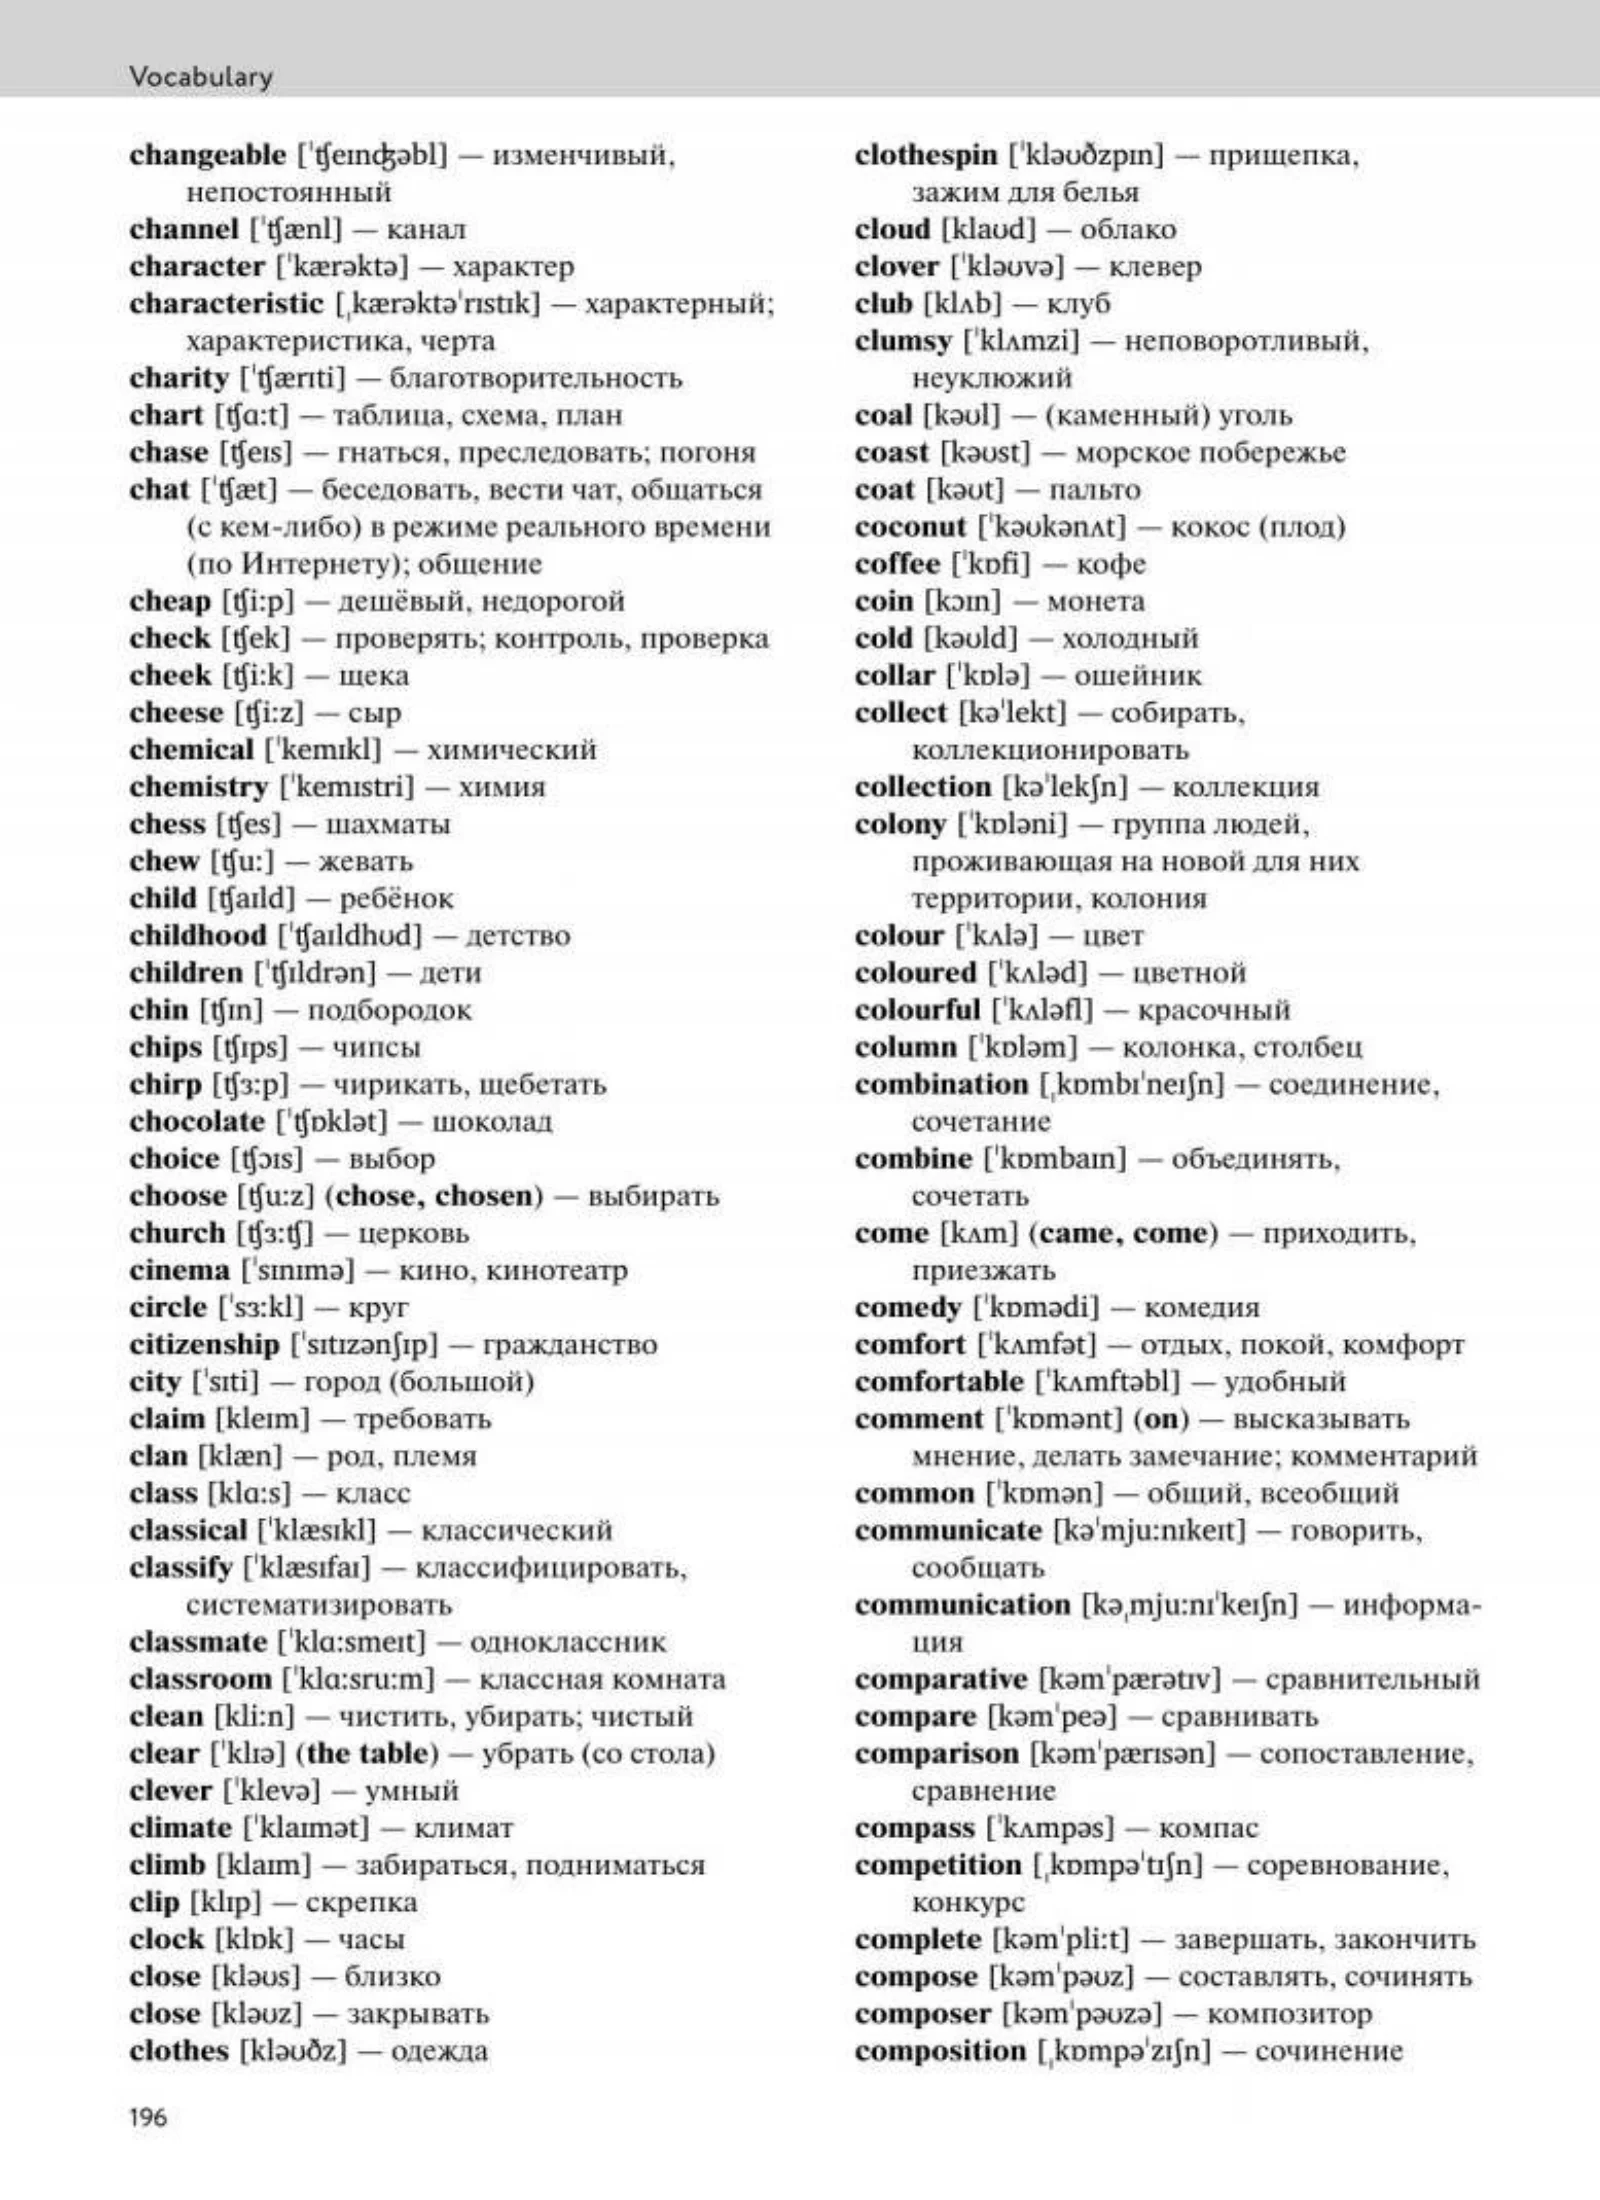 Vocabulary
changeable [ˈʧeɪnʤəbl] — изменчивый,
непостоянный
channel [ˈʧænl] — канал
character [ˈkærəktə] — характер
characteristic [ˌkærəktəˈrɪstɪk] — характерный;
характеристика, черта
charity [ˈʧærɪti] — благотворительность
chart [ʧɑ:t] — таблица, схема, план
chase [ʧeɪs] — гнаться, преследовать; погоня
chat [ˈʧæt] — беседовать, вести чат, общаться
(с кем-либо) в режиме реального времени
(по Интернету); общение
cheap [ʧi:p] — дешёвый, недорогой
check [ʧek] — проверять; контроль, проверка
cheek [ʧi:k] — щека
cheese [ʧi:z] — сыр
chemical [ˈkemɪkl] — химический
chemistry [ˈkemɪstri] — химия
chess [ʧes] — шахматы
chew [ʧu:] — жевать
child [ʧaɪld] — ребёнок
childhood [ˈʧaɪldhʊd] — детство
children [ˈʧɪldrən] — дети
chin [ʧɪn] — подбородок
chips [ʧɪps] — чипсы
chirp [ʧɜ:p] — чирикать, щебетать
chocolate [ˈʧɒklət] — шоколад
choice [ʧɔɪs] — выбор
choose [ʧu:z] (chose, chosen) — выбирать
church [ʧɜ:ʧ] — церковь
cinema [ˈsɪnɪmə] — кино, кинотеатр
circle [ˈsɜ:kl] — круг
citizenship [ˈsɪtɪzənʃɪp] — гражданство
city [ˈsɪti] — город (большой)
claim [kleɪm] — требовать
clan [klæn] — род, племя
class [klɑ:s] — класс
classical [ˈklæsɪkl] — классический
classify [ˈklæsɪfaɪ] — классифицировать,
систематизировать
classmate [ˈklɑ:smeɪt] — одноклассник
classroom [ˈklɑ:sru:m] — классная комната
clean [kli:n] — чистить, убирать; чистый
clear [ˈklɪə] (the table) — убрать (со стола)
clever [ˈklevə] — умный
climate [ˈklaɪmət] — климат
climb [klaɪm] — забираться, подниматься
clip [klɪp] — скрепка
clock [klɒk] — часы
close [kləʊs] — близко
close [kləʊz] — закрывать
clothes [kləʊðz] — одежда
clothespin [ˈkləʊðzpɪn] — прищепка,
зажим для белья
cloud [klaʊd] — облако
clover [ˈkləʊvə] — клевер
club [klʌb] — клуб
clumsy [ˈklʌmzi] — неповоротливый,
неуклюжий
coal [kəʊl] — (каменный) уголь
coast [kəʊst] — морское побережье
coat [kəʊt] — пальто
coconut [ˈkəʊkənʌt] — кокос (плод)
coffee [ˈkɒfi] — кофе
coin [kɔɪn] — монета
cold [kəʊld] — холодный
collar [ˈkɒlə] — ошейник
collect [kəˈlekt] — собирать,
коллекционировать
collection [kəˈlekʃn] — коллекция
colony [ˈkɒləni] — группа людей,
проживающая на новой для них
территории, колония
colour [ˈkʌlə] — цвет
coloured [ˈkʌləd] — цветной
colourful [ˈkʌləfl] — красочный
column [ˈkɒləm] — колонка, столбец
combination [ˌkɒmbɪˈneɪʃn] — соединение,
сочетание
combine [ˈkɒmbaɪn] — объединять,
сочетать
come [kʌm] (came, come) — приходить,
приезжать
comedy [ˈkɒmədi] — комедия
comfort [ˈkʌmfət] — отдых, покой, комфорт
comfortable [ˈkʌmftəbl] — удобный
comment [ˈkɒmənt] (on) — высказывать
мнение, делать замечание; комментарий
common [ˈkɒmən] — общий, всеобщий
communicate [kəˈmju:nɪkeɪt] — говорить,
сообщать
communication [kəˌmju:nɪˈkeɪʃn] — информа-
ция
comparative [kəmˈpærətɪv] — сравнительный
compare [kəmˈpeə] — сравнивать
comparison [kəmˈpærɪsən] — сопоставление,
сравнение
compass [ˈkʌmpəs] — компас
competition [ˌkɒmpəˈtɪʃn] — соревнование,
конкурс
complete [kəmˈpli:t] — завершать, закончить
compose [kəmˈpəʊz] — составлять, сочинять
composer [kəmˈpəʊzə] — композитор
composition [ˌkɒmpəˈzɪʃn] — сочинение
196